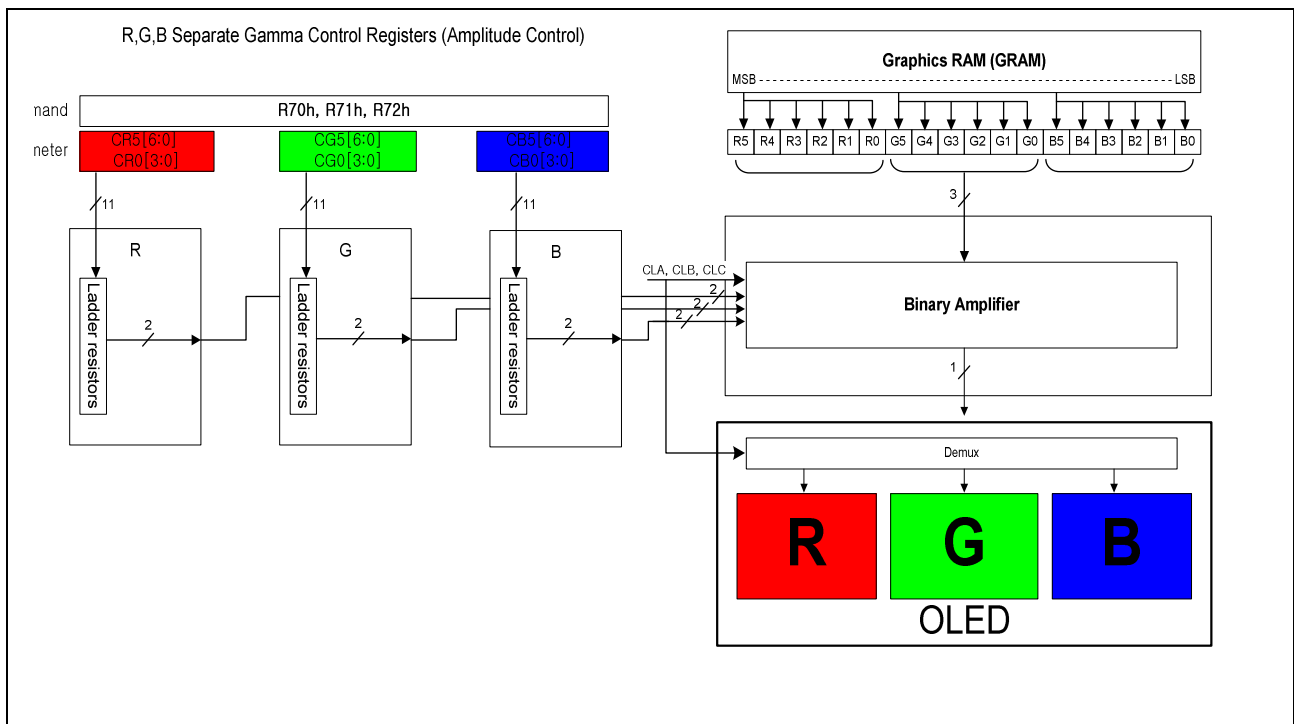 R,G,B Separate Gamma Control Registers (Amplitude Control)
mand
R70h, R71h, R72h
neter
CR5[6:0]
CR0[3:0]
CG5[6:0]
CG0[3:0]
CB5[6:0]
CB0[3:0]
11
11
11
R
G
B
Ladder resistors
Ladder resistors
Ladder resistors
2
2
2
Graphics RAM (GRAM)
MSB
LSB
R5 R4 R3 R2 R1 R0 G5 G4 G3 G2 G1 G0 B5 B4 B3 B2 B1 B0
3
CLA, CLB, CLC
2
2
2
Binary Amplifier
1
Demux
R
G
B
OLED